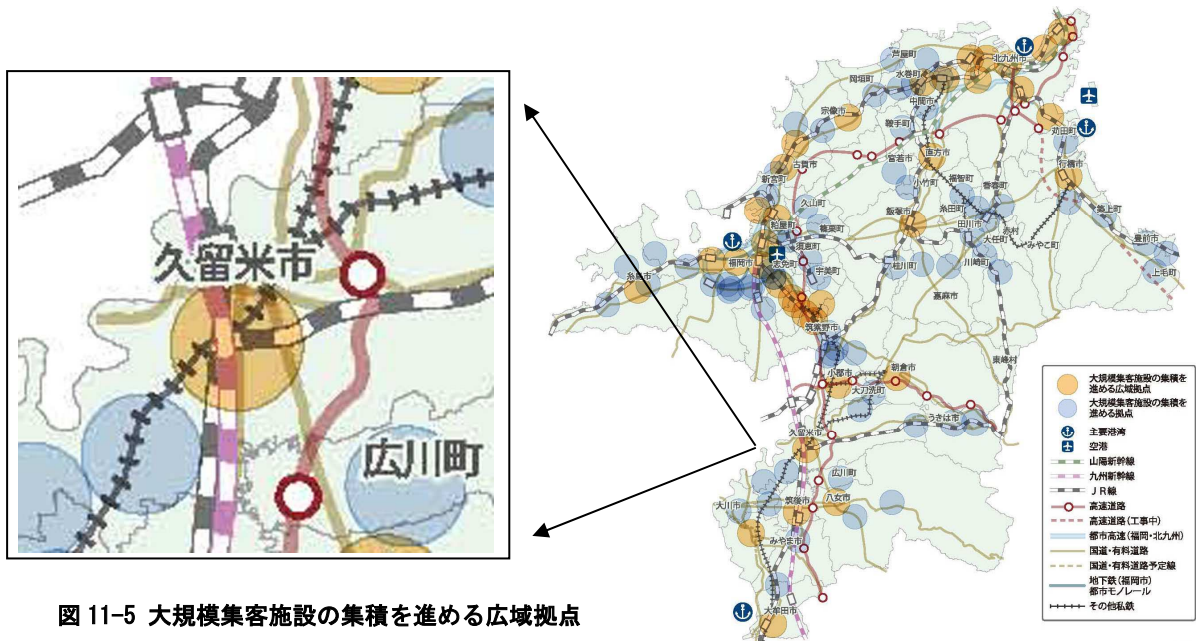 久留米市
広川町
図 11-5 大規模集客施設の集積を進める広域拠点
芦屋町
北九州市
水巻町
岡垣町
中間市
苅田町
宗像市
鞍手町
直方市
行橋市
古賀市
宮若市
福智町
香春町
新宮町
小竹町
久山町
糸田町
築上町
粕屋町
飯塚市
赤村
篠栗町
田川市
豊前市
須恵町
大任町
みやこ町
福岡市
志免町
上毛町
糸島市
宇美町
桂川町
川崎町
嘉麻市
筑紫野市
東峰村
小郡市
朝倉市
大刀洗町
うきは市
久留米市
広川町
大川市
筑後市
八女市
みやま市
大牟田市
大規模集客施設の集積を
進める広域拠点
大規模集客施設の集積を
進める拠点
主要港湾
空港
山陽新幹線
九州新幹線
ＪＲ線
高速道路
高速道路(工事中)
都市高速(福岡・北九州)
国道・有料道路
国道・有料道路予定線
地下鉄(福岡市)
都市モノレール
その他私鉄